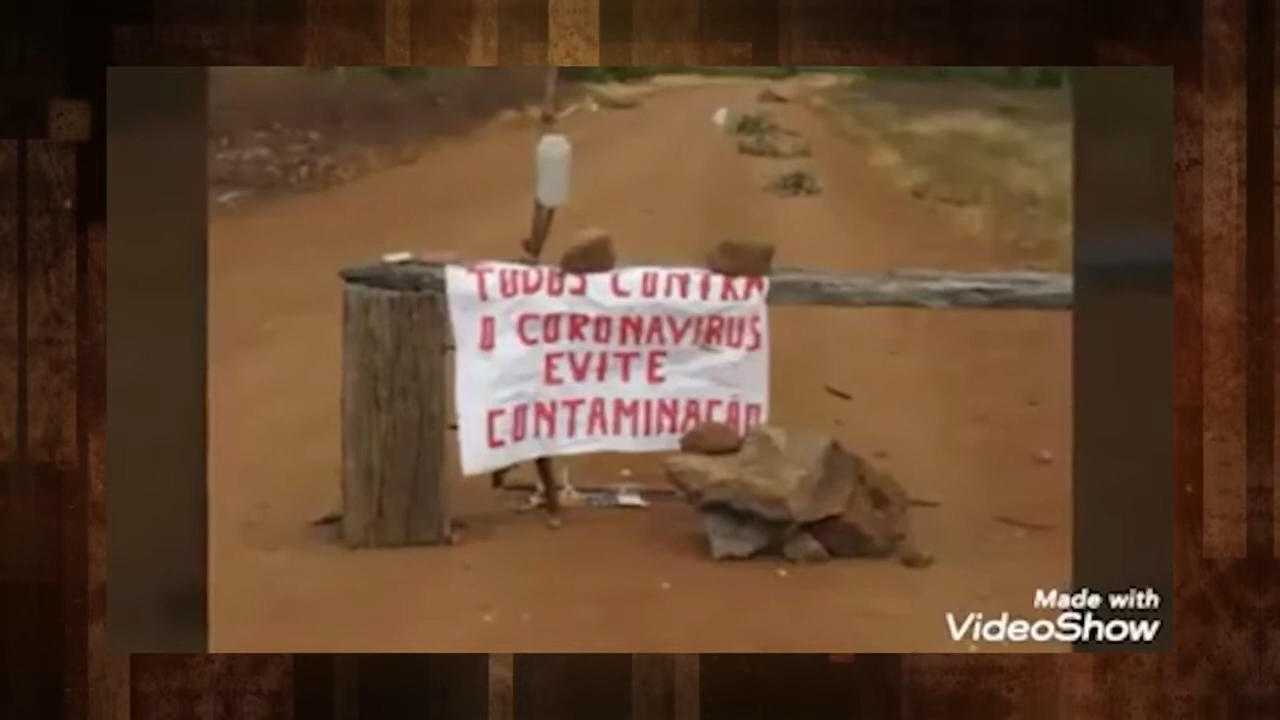 TODOS CONTRA
O CORONAVIRUS
EVITE
CONTAMINAÇÃO
Made with
VideoShow